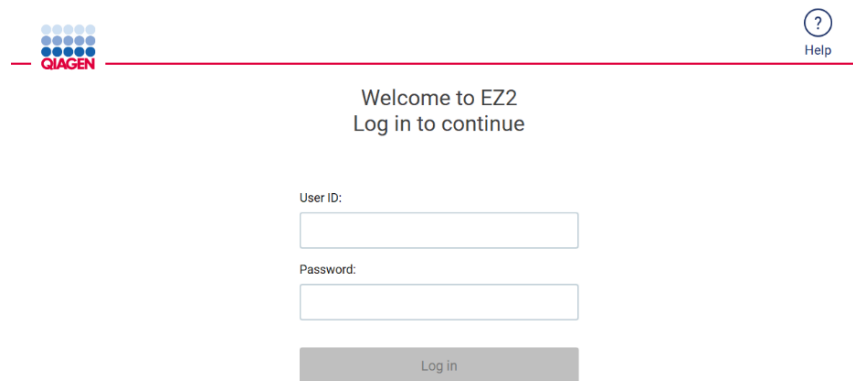 ?
Help
QIAGEN
Welcome to EZ2
Log in to continue
User ID:
Password:
Log in